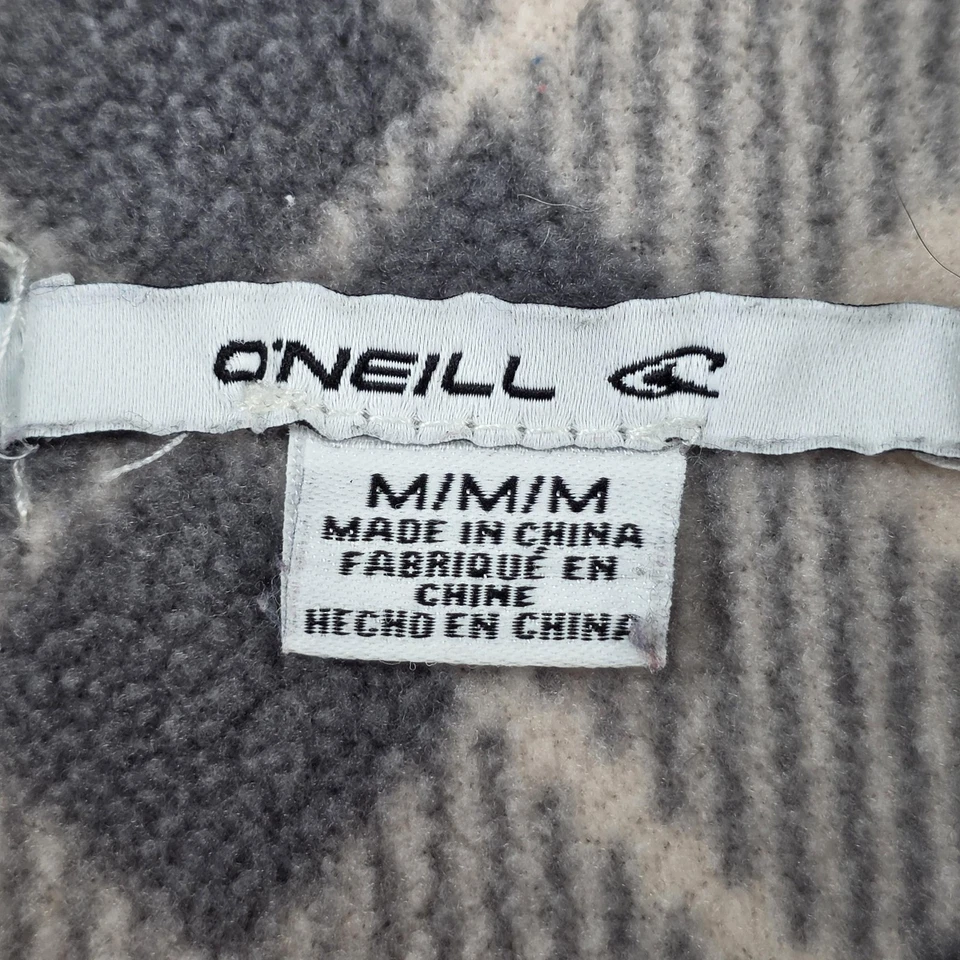 O'NEILL
M/M/M
MADE IN CHINA
FABRIQUÉ EN
CHINE
HECHO EN CHINA